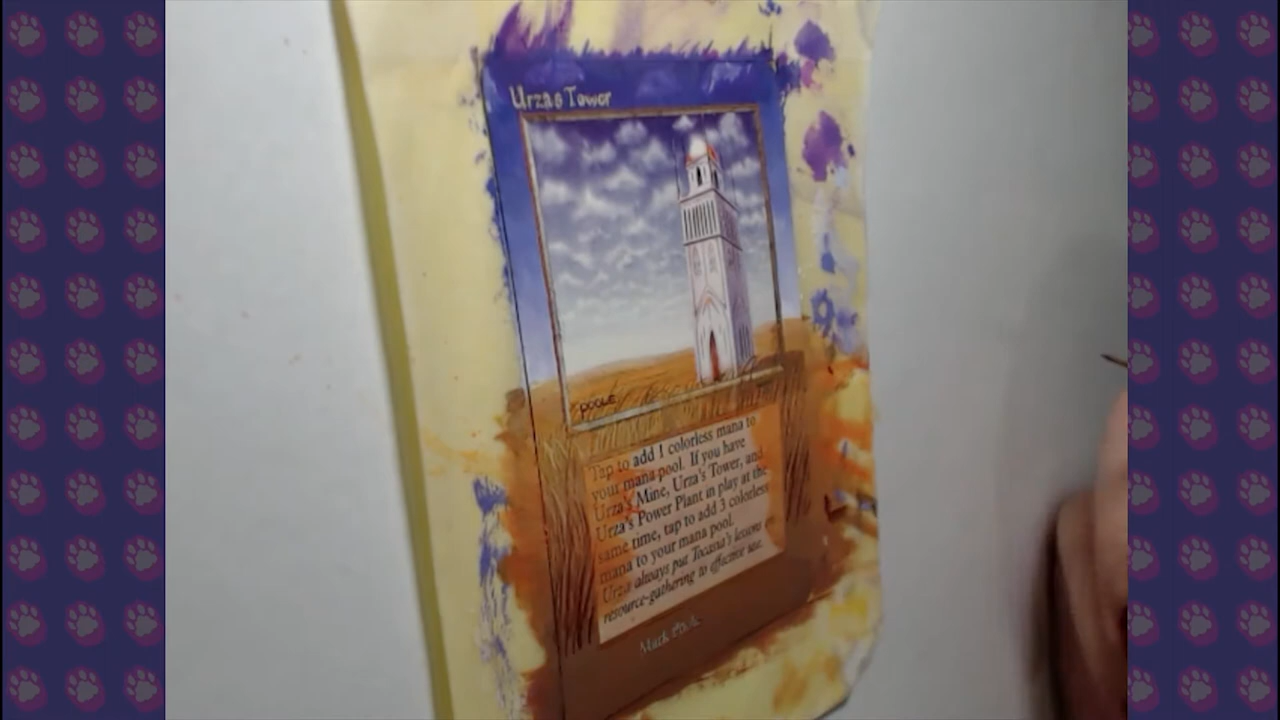 Urzas Tower
POOLE
Tap to add 1 colorless mana to
your mana pool. If you have
Urza's Mine, Urza's Tower, and
Urza's Power Plant in play at the
same time, tap to add 3 colorless
mana to your mana pool.
Urza always put Tocasia's lessons on
resource-gathering to effective use.
Mark Poole